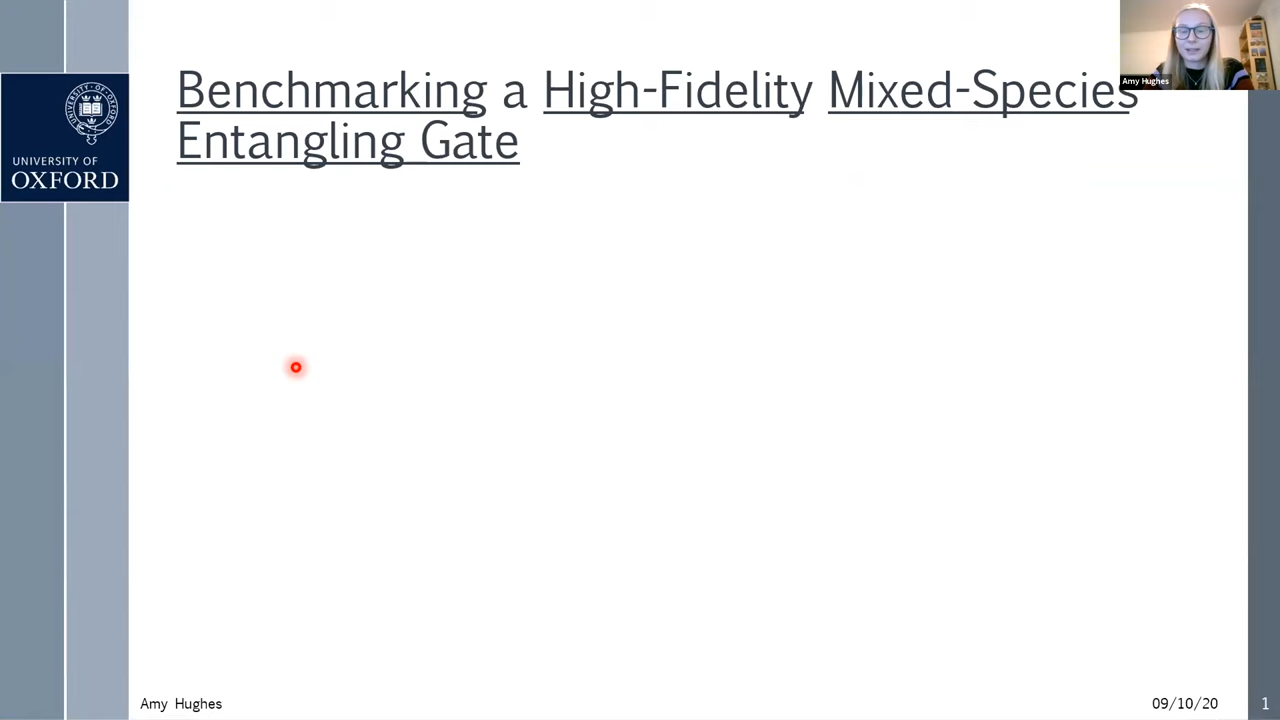 Benchmarking a High-Fidelity Mixed-Species
Entangling Gate
Amy Hughes
UNIVERSITY OF
OXFORD
Amy Hughes
09/10/20
1